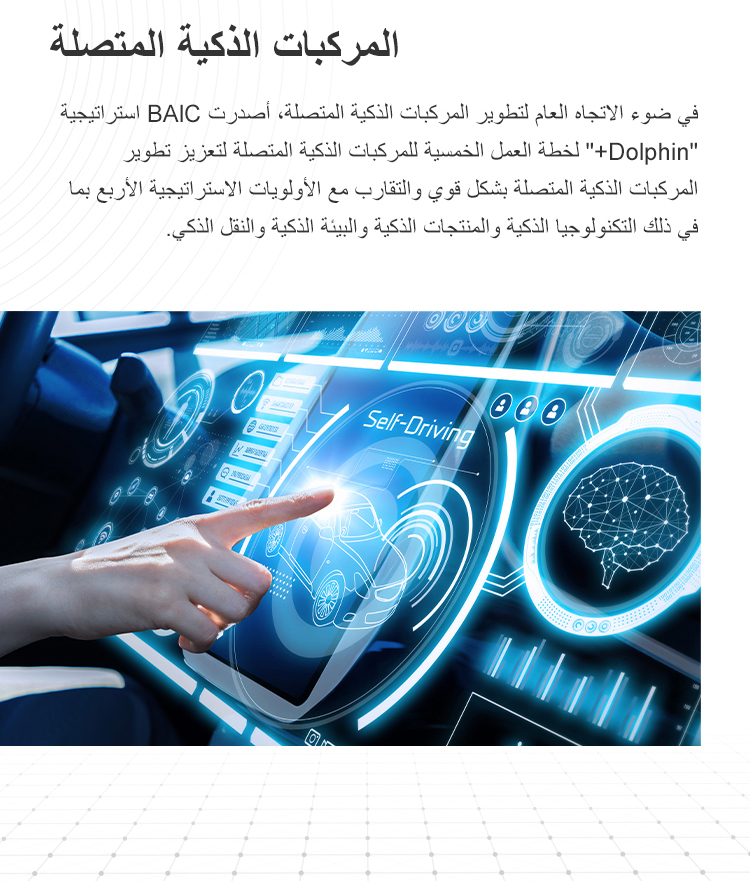 المركبات الذكية المتصلة
في ضوء الاتجاه العام لتطوير المركبات الذكية المتصلة، أصدرت BAIC استراتيجية
"Dolphin+" لخطة العمل الخمسية للمركبات الذكية المتصلة لتعزيز تطوير
المركبات الذكية المتصلة بشكل قوي والتقارب مع الأولويات الاستراتيجية الأربع بما
في ذلك التكنولوجيا الذكية والمنتجات الذكية والبيئة الذكية والنقل الذكي.
Self-Driving